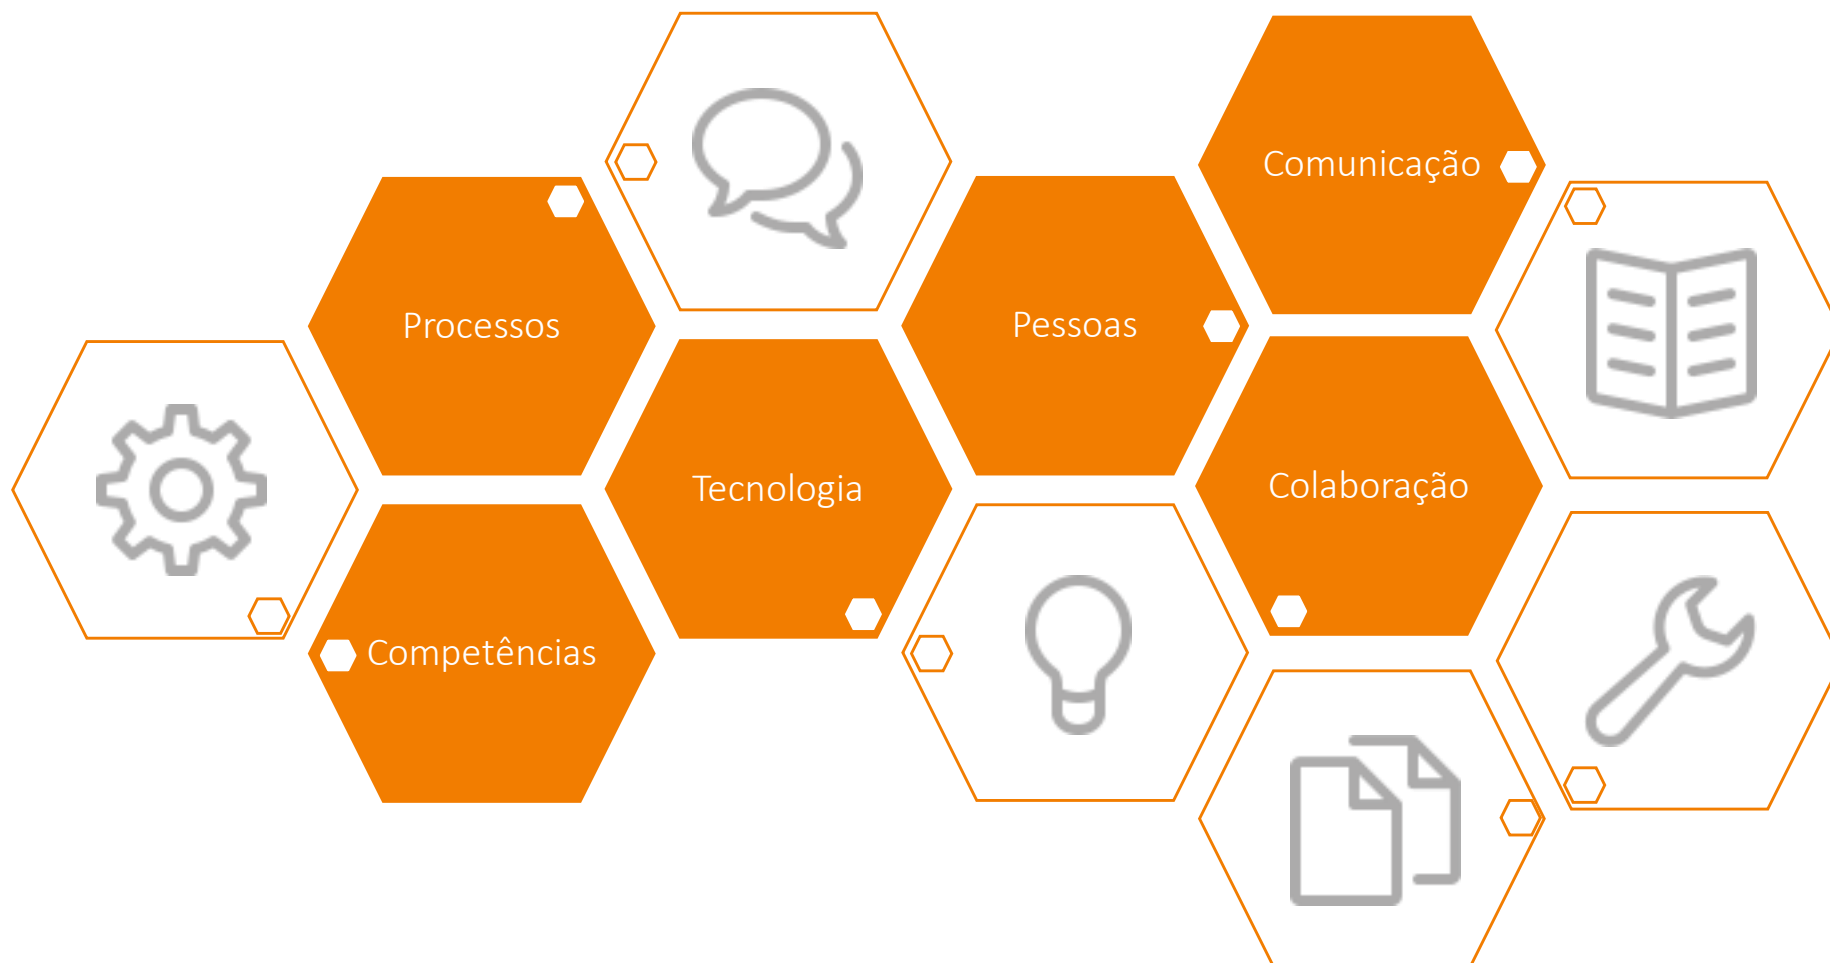 Comunicação
Processos
Pessoas
Tecnologia
Colaboração
Competências